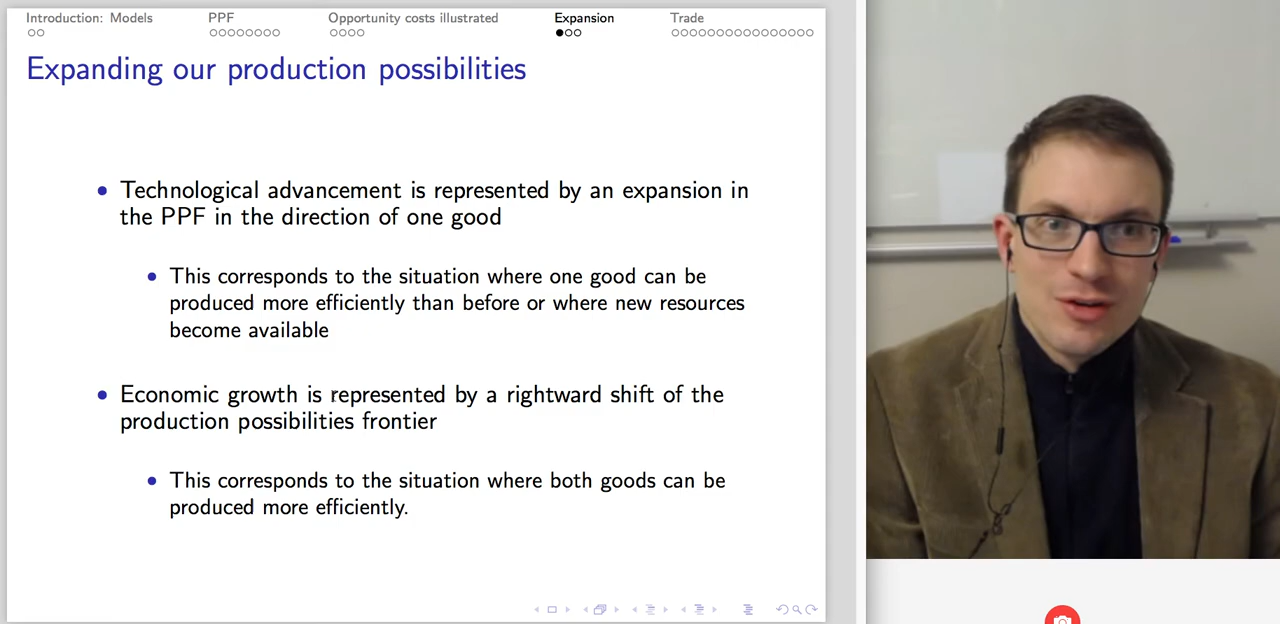 Introduction: Models PPF Opportunity costs illustrated Expansion Trade
Expanding our production possibilities
• Technological advancement is represented by an expansion in
the PPF in the direction of one good
• This corresponds to the situation where one good can be
produced more efficiently than before or where new resources
become available
• Economic growth is represented by a rightward shift of the
production possibilities frontier
• This corresponds to the situation where both goods can be
produced more efficiently.